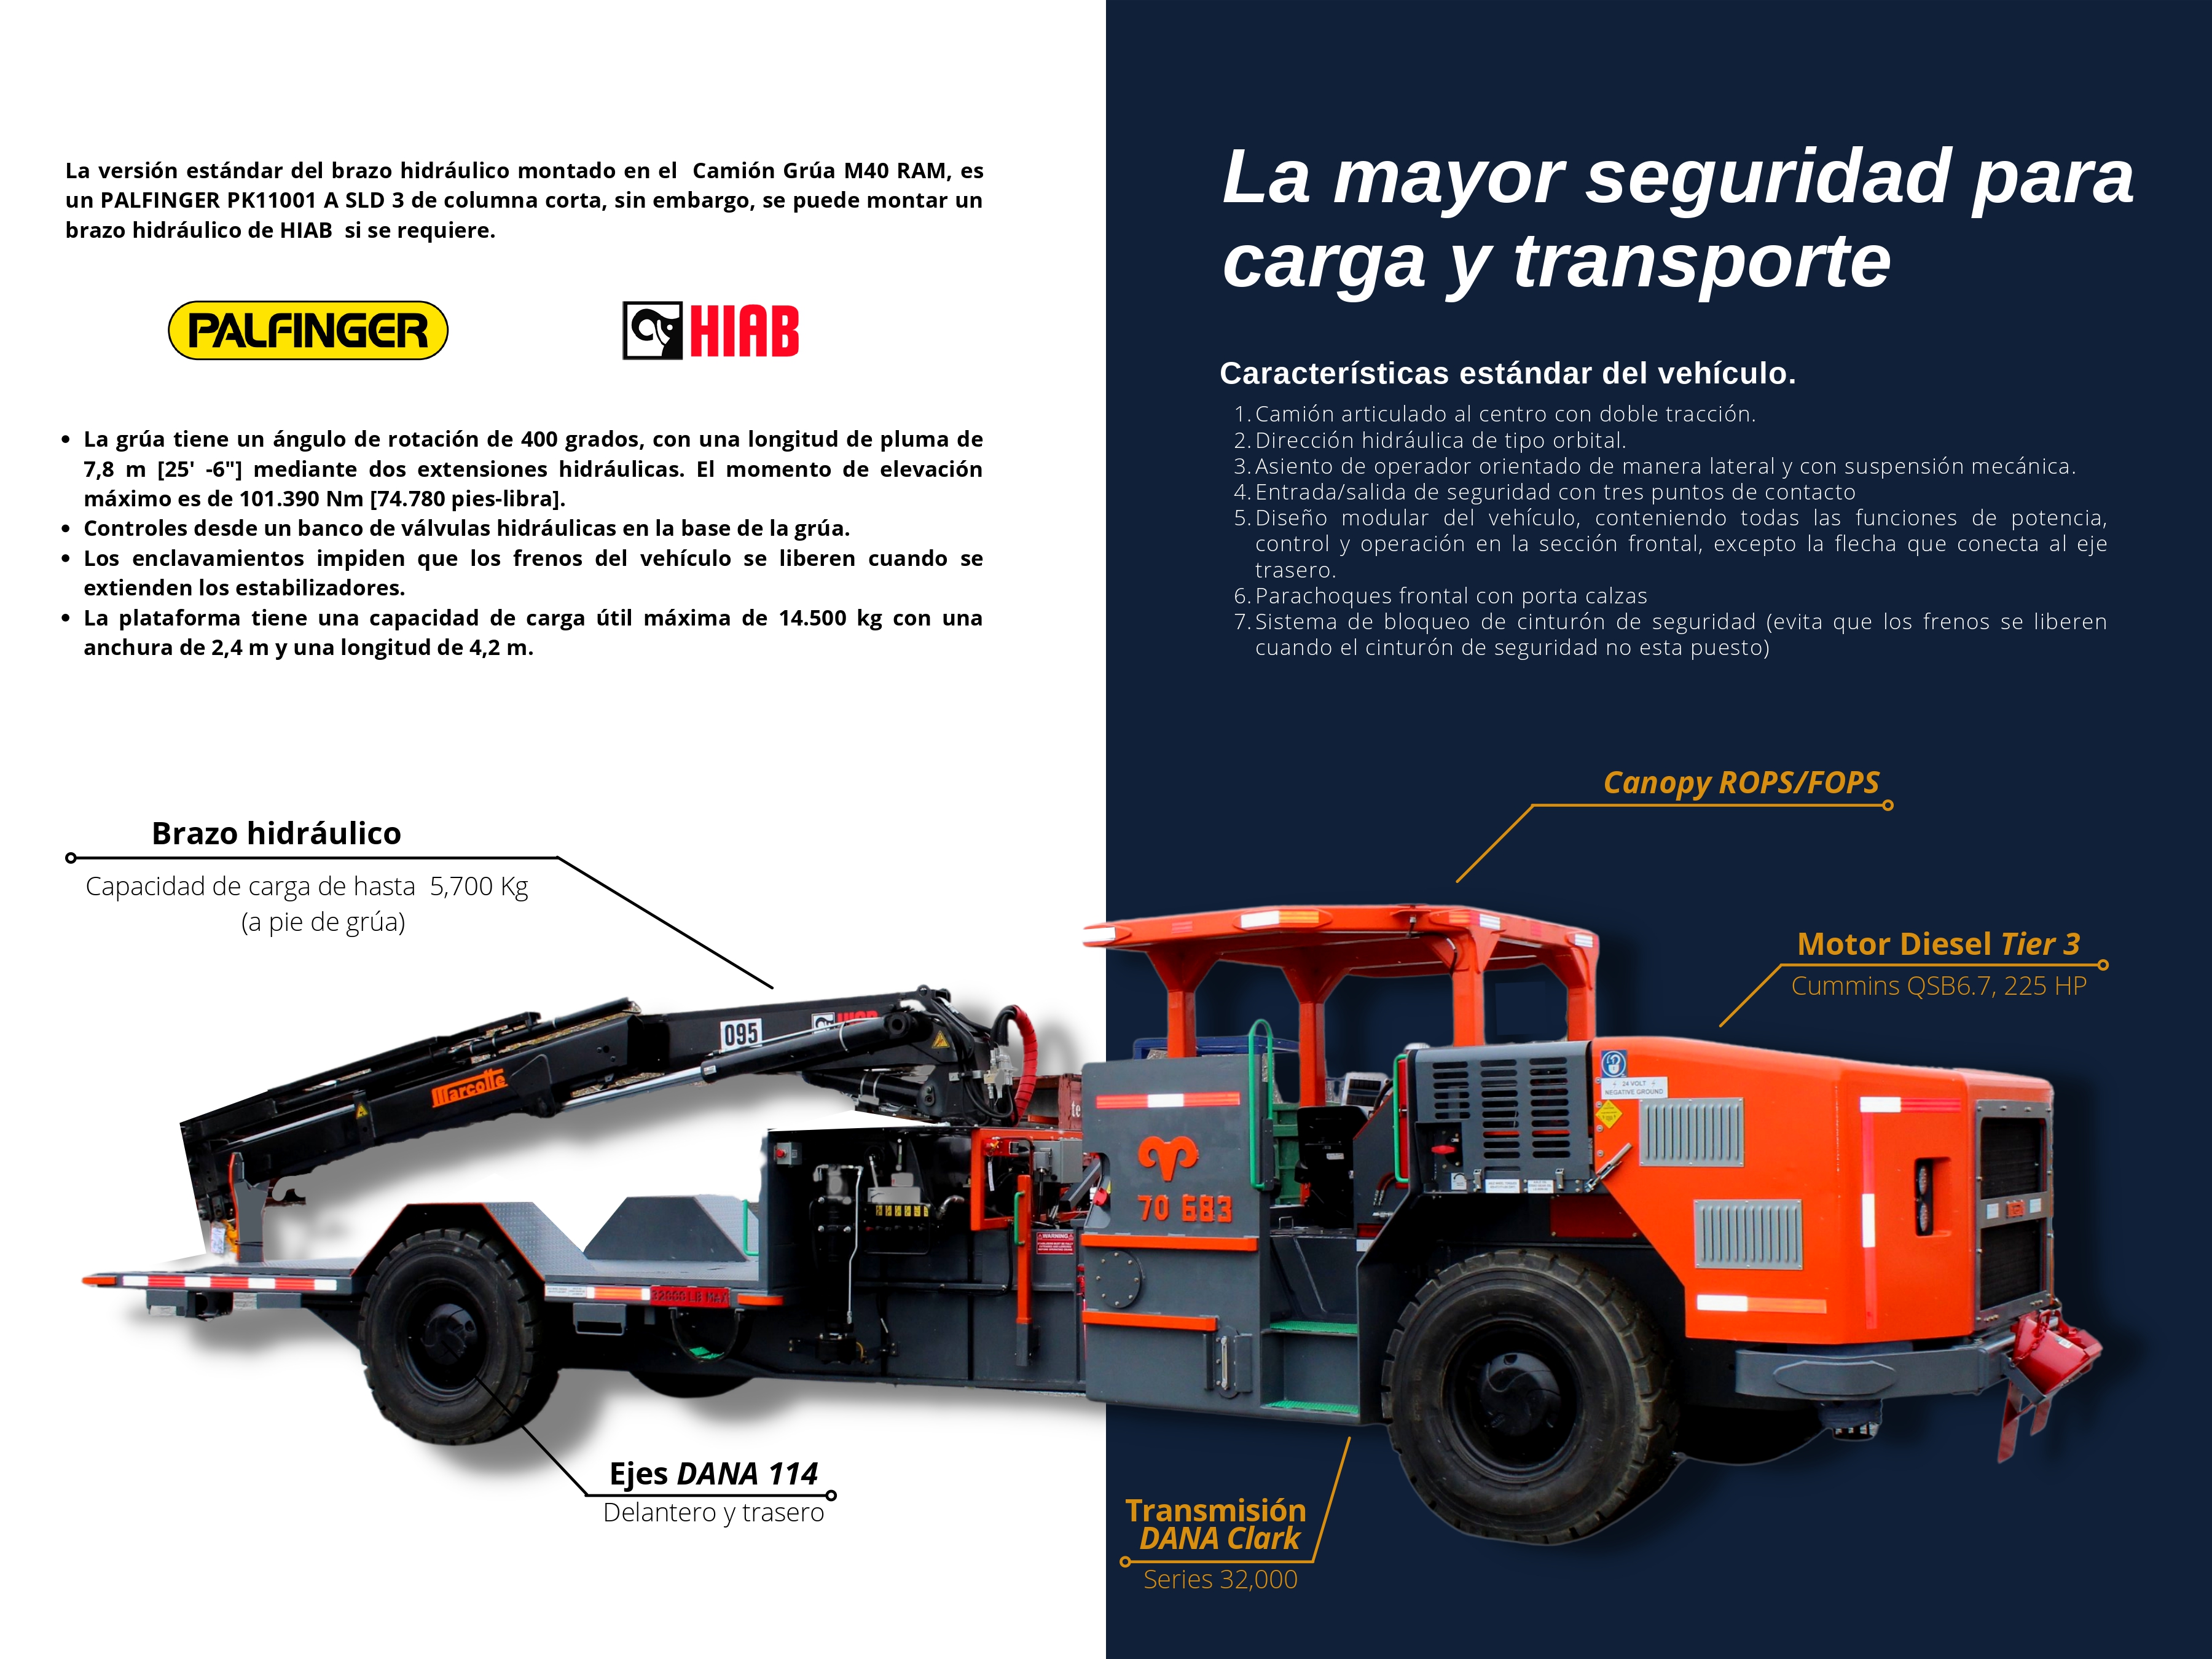 La versión estándar del brazo hidráulico montado en el  Camión Grúa M40 RAM, es
un PALFINGER PK11001 A SLD 3 de columna corta, sin embargo, se puede montar un
brazo hidráulico de HIAB  si se requiere.
PALFINGER
HIAB
• La grúa tiene un ángulo de rotación de 400 grados, con una longitud de pluma de
7,8 m [25' -6"] mediante dos extensiones hidráulicas. El momento de elevación
máximo es de 101.390 Nm [74.780 pies-libra].
• Controles desde un banco de válvulas hidráulicas en la base de la grúa.
• Los enclavamientos impiden que los frenos del vehículo se liberen cuando se
extienden los estabilizadores.
• La plataforma tiene una capacidad de carga útil máxima de 14.500 kg con una
anchura de 2,4 m y una longitud de 4,2 m.
La mayor seguridad para
carga y transporte
Características estándar del vehículo.
1. Camión articulado al centro con doble tracción.
2. Dirección hidráulica de tipo orbital.
3. Asiento de operador orientado de manera lateral y con suspensión mecánica.
4. Entrada/salida de seguridad con tres puntos de contacto
5. Diseño modular del vehículo, conteniendo todas las funciones de potencia,
control y operación en la sección frontal, excepto la flecha que conecta al eje
trasero.
6. Parachoques frontal con porta calzas
7. Sistema de bloqueo de cinturón de seguridad (evita que los frenos se liberen
cuando el cinturón de seguridad no esta puesto)
Brazo hidráulico
Capacidad de carga de hasta  5,700 Kg
(a pie de grúa)
Canopy ROPS/FOPS
Motor Diesel Tier 3
Cummins QSB6.7, 225 HP
095
HIAB
Marcotte
24 VOLT
NEGATIVE GROUND
70 683
WARNING
Ejes DANA 114
Delantero y trasero
Transmisión
DANA Clark
Series 32,000